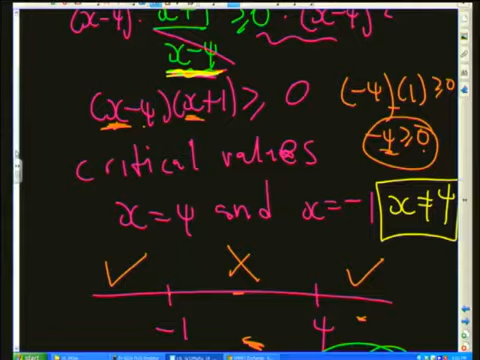 (x-4). x+1 ≥ 0 . (x-4)²
x-4
(x-4)(x+1) ≥ 0
(-4)(1) ≥ 0
-4 ≥ 0
critical values
x=4 and x=-1
x≠4
✓ X ✓
-1 4